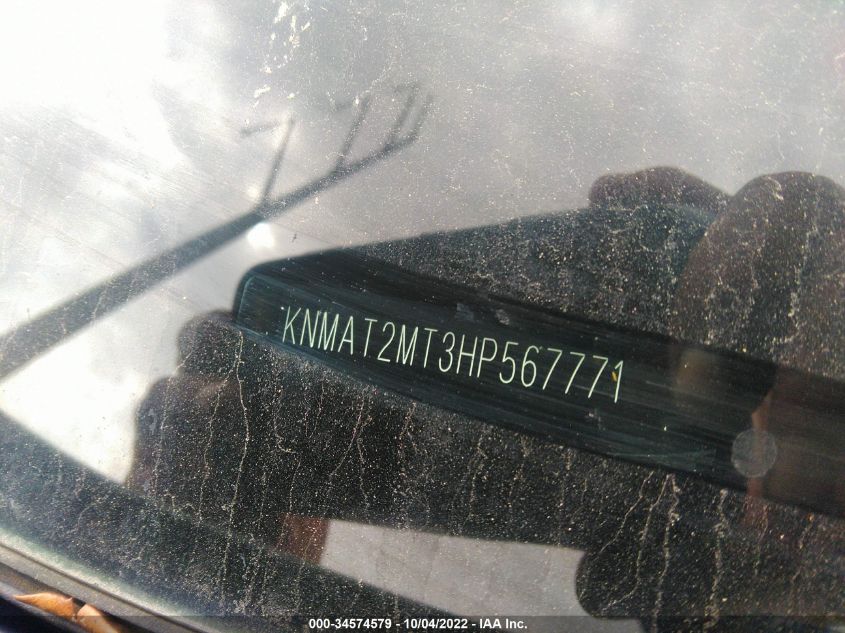 KNMAT2MT3HP567771
000-34574579 - 10/04/2022 - IAA Inc.